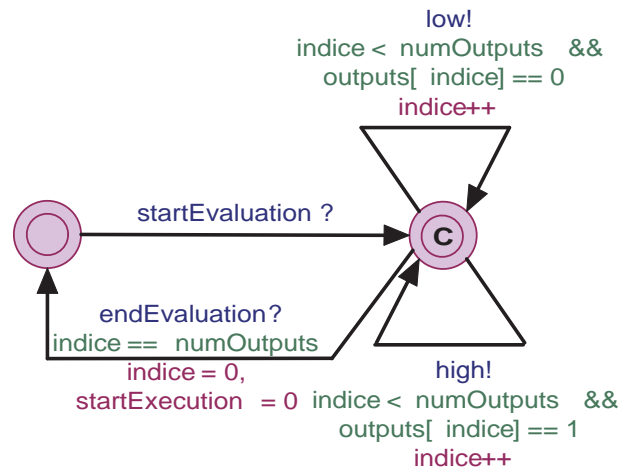 low!
indice < numOutputs &&
outputs[ indice] == 0
indice++
startEvaluation ?
C
endEvaluation?
indice == numOutputs
indice = 0,
startExecution = 0
high!
indice < numOutputs &&
outputs[ indice] == 1
indice++